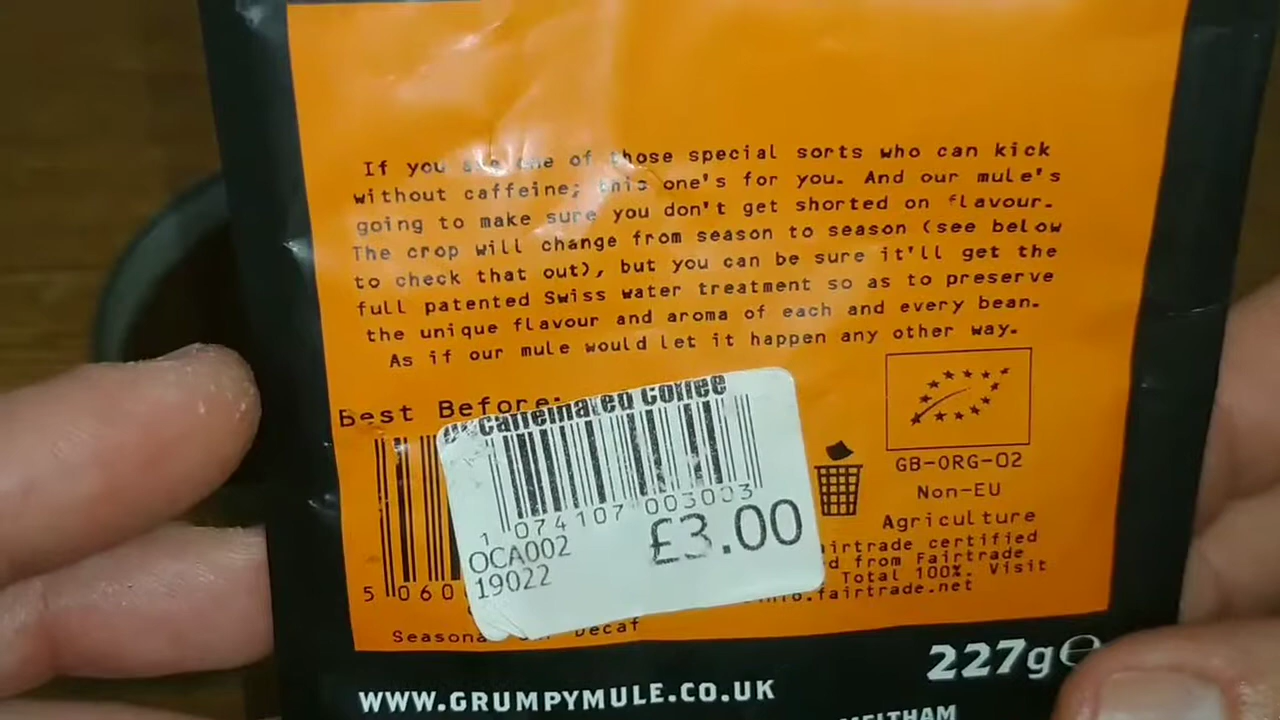 If you are one of those special sorts who can kick
without caffeine; this one's for you. And our mule's
going to make sure you don't get shorted on flavour.
The crop will change from season to season (see below
to check that out), but you can be sure it'll get the
full patented Swiss water treatment so as to preserve
the unique flavour and aroma of each and every bean.
As if our mule would let it happen any other way.
Best Before:
Decaffeinated Coffee
1 074107 003003
£3.00
OCA002
19022
5 060
GB-ORG-02
Non-EU
Agriculture
certified
from Fairtrade
Total 100%. Visit
.fairtrade.net
Decaf
227g℮
WWW.GRUMPYMULE.CO.UK
MELTHAM